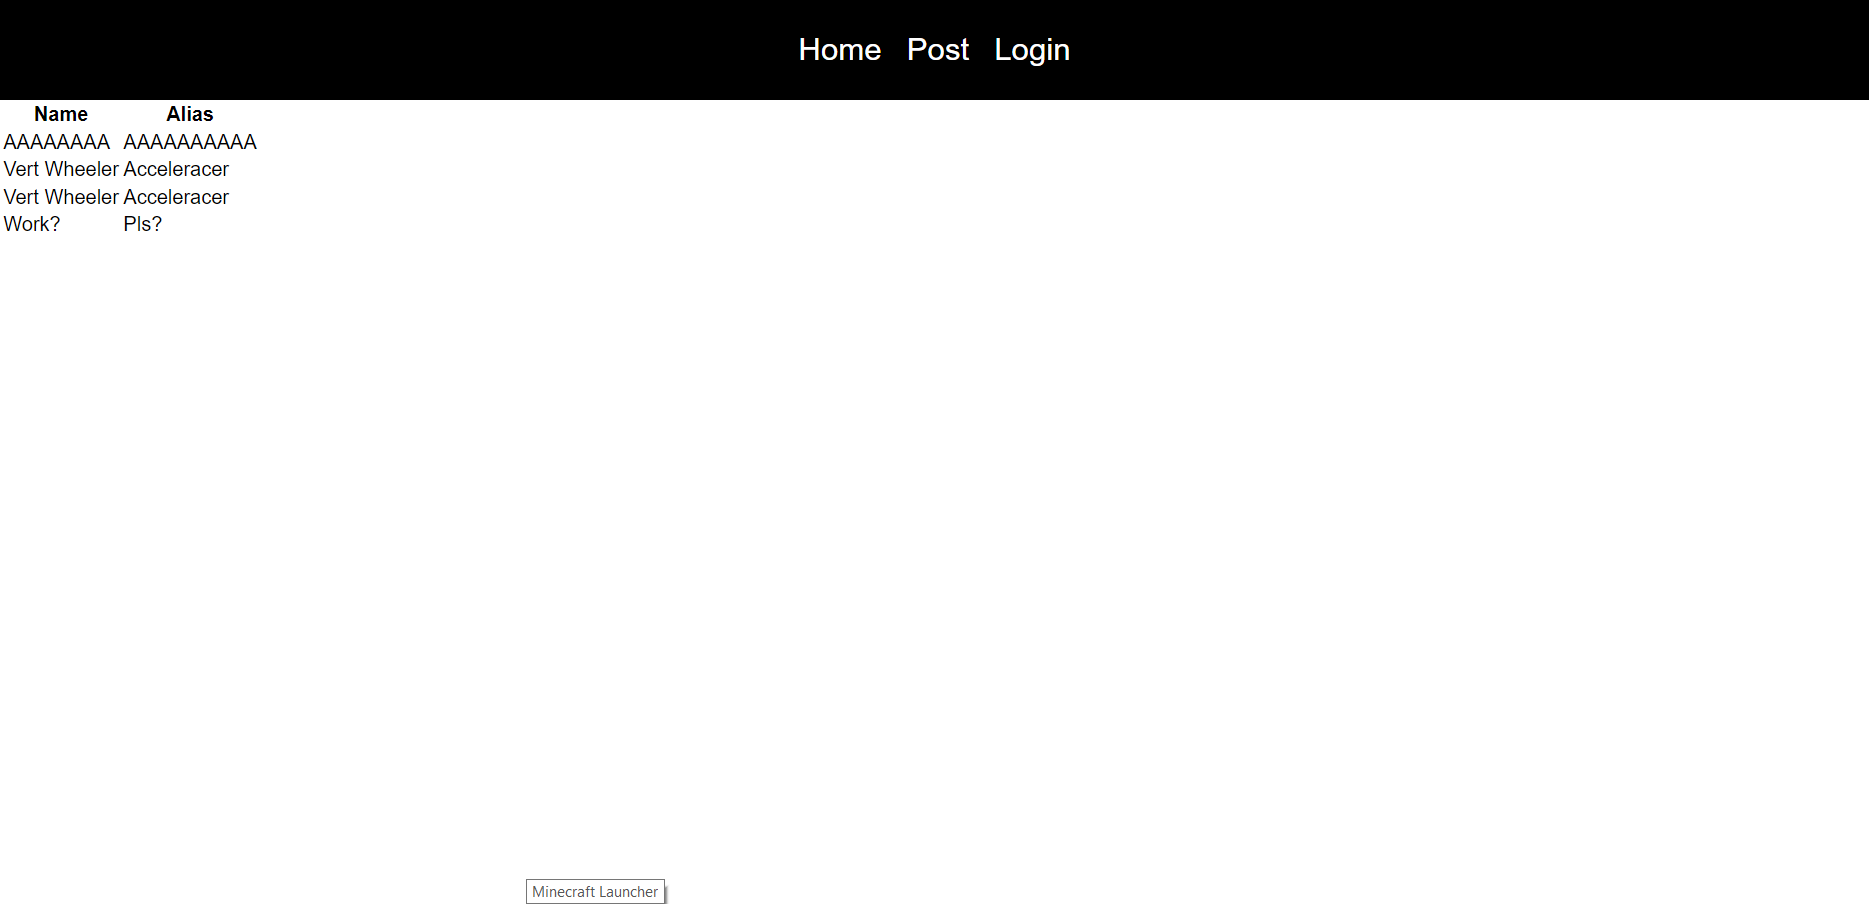 Home Post Login
Name Alias
AAAAAAAA AAAAAAAAAA
Vert Wheeler Acceleracer
Vert Wheeler Acceleracer
Work? Pls?
Minecraft Launcher